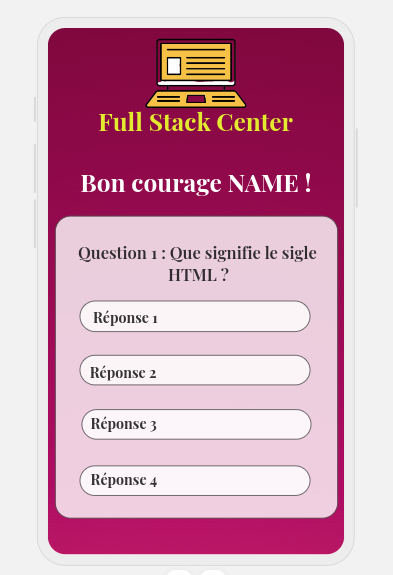 Full Stack Center
Bon courage NAME !
Question 1 : Que signifie le sigle
HTML ?
Réponse 1
Réponse 2
Réponse 3
Réponse 4